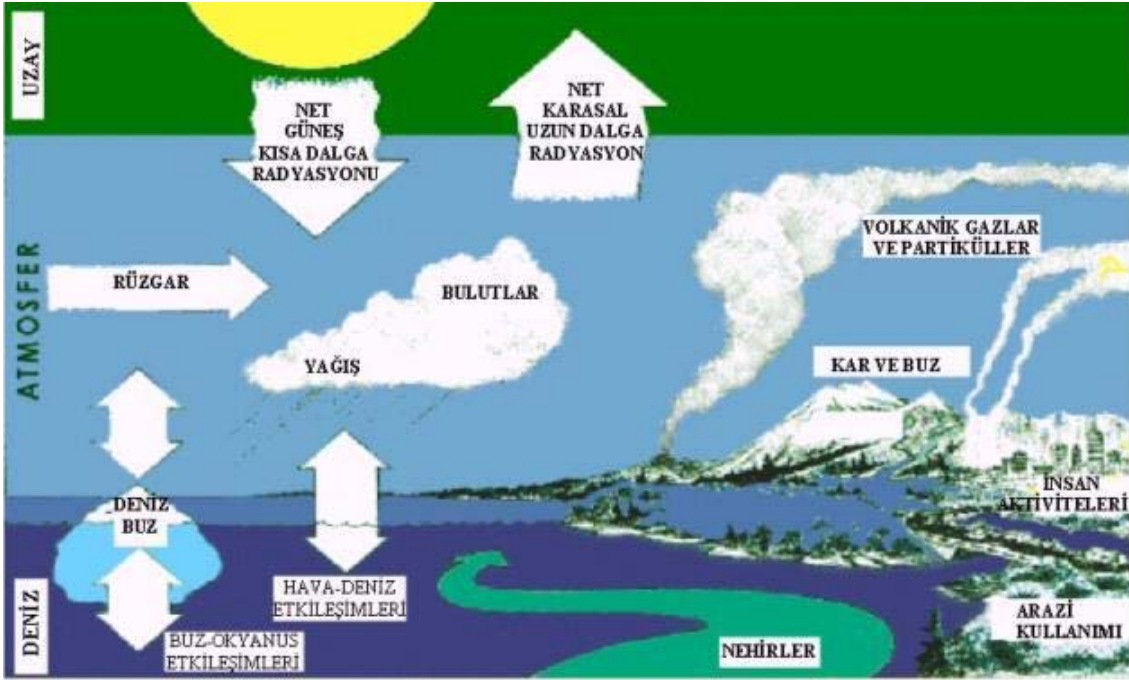 UZAY
NET
GÜNEŞ
KISA DALGA
RADYASYONU
NET
KARASAL
UZUN DALGA
RADYASYON
ATMOSFER
RÜZGAR
BULUTLAR
YAĞIŞ
VOLKANİK GAZLAR
VE PARTİKÜLLER
KAR VE BUZ
İNSAN
AKTİVİTELERİ
DENİZ
BUZ
HAVA-DENİZ
ETKİLEŞİMLERİ
BUZ-OKYANUS
ETKİLEŞİMLERİ
NEHİRLER
ARAZİ
KULLANIMI
DENİZ